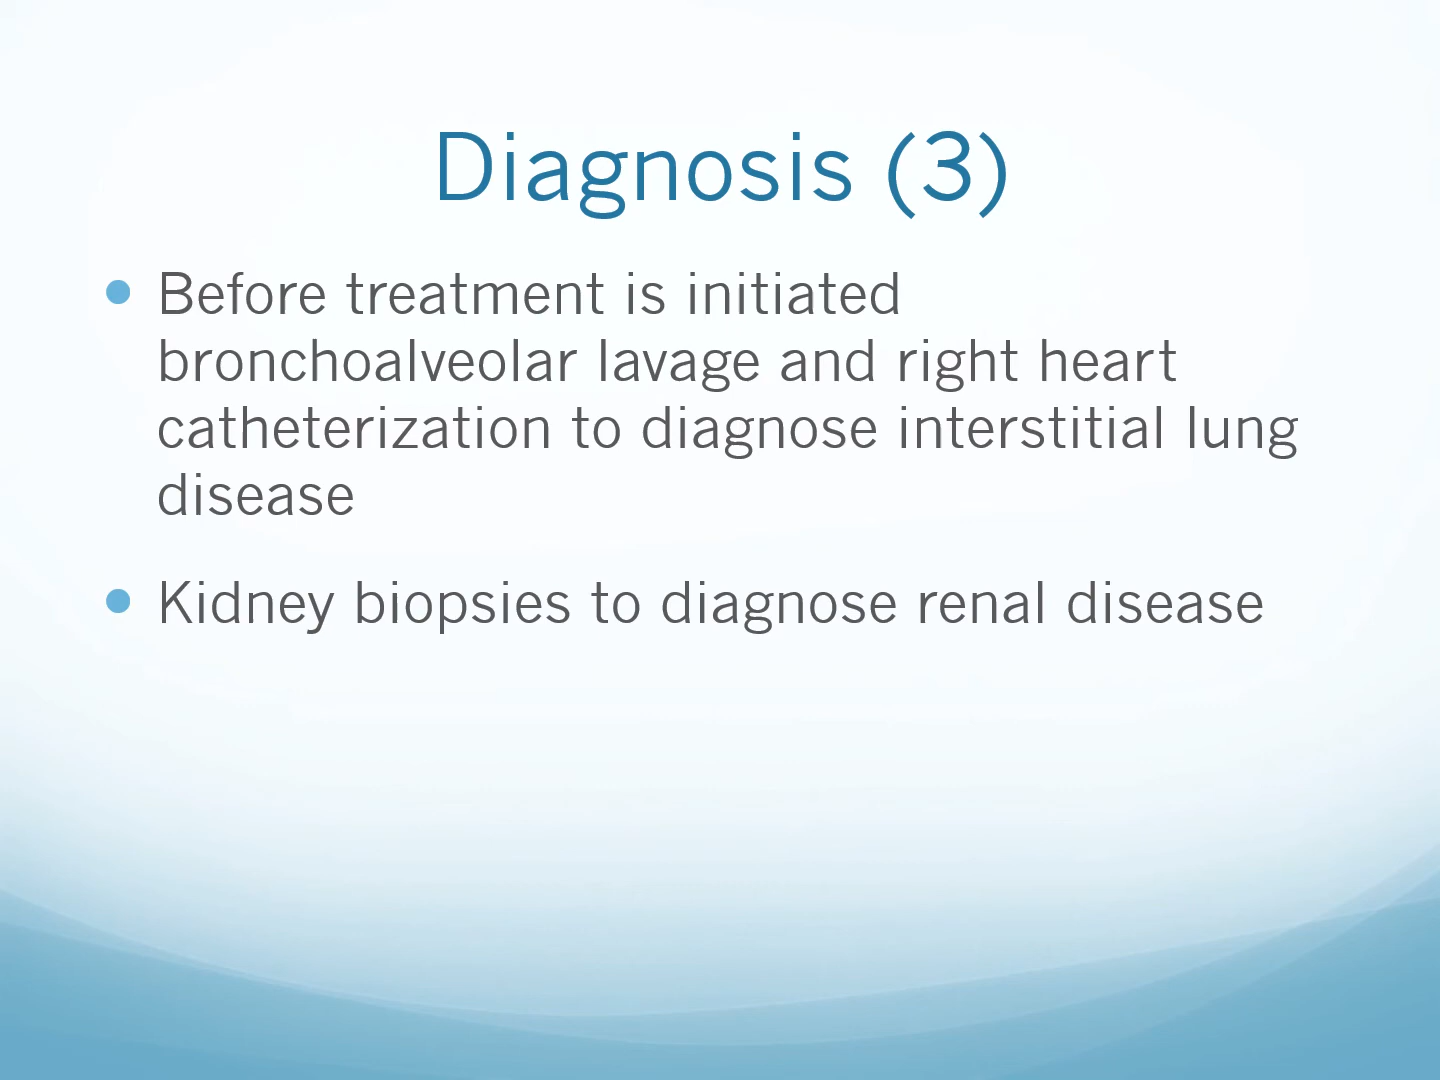 Diagnosis (3)
Before treatment is initiated
bronchoalveolar lavage and right heart
catheterization to diagnose interstitial lung
disease
Kidney biopsies to diagnose renal disease